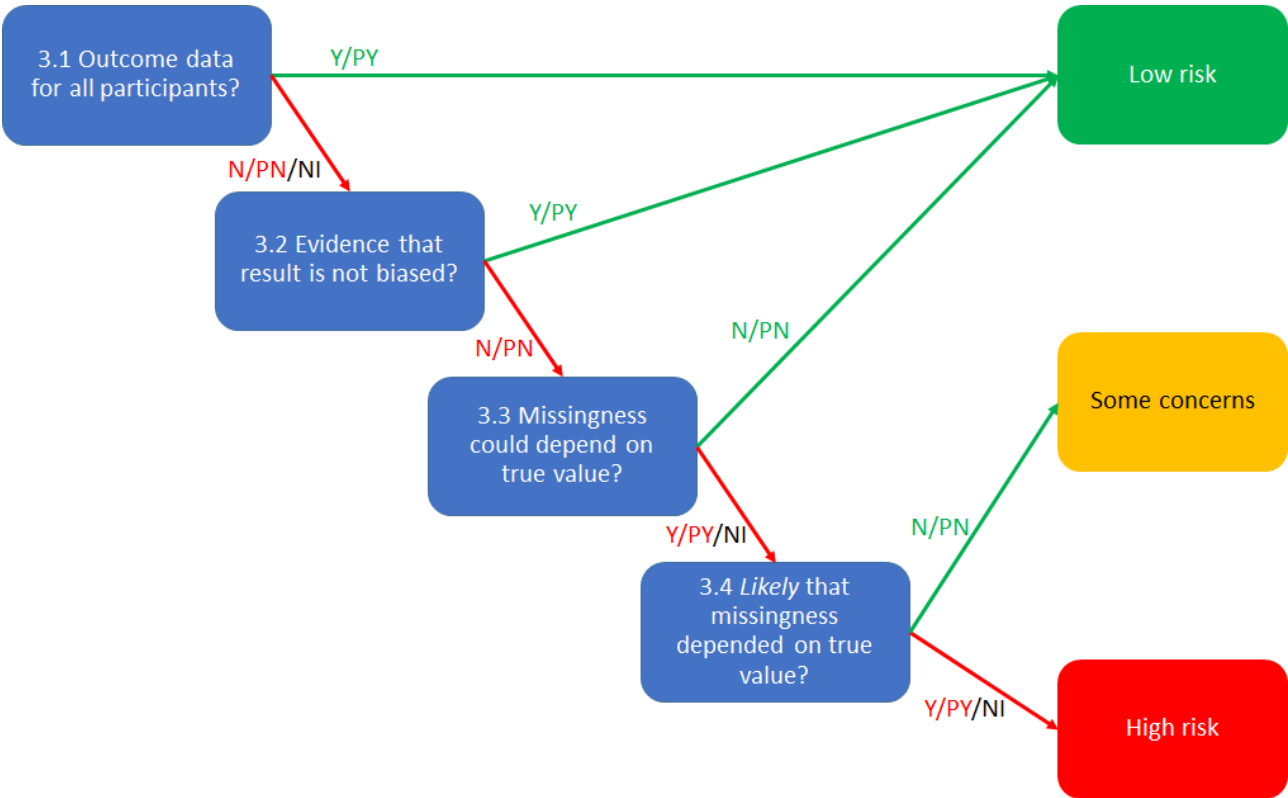 3.1 Outcome data
for all participants?
Y/PY
Low risk
N/PN/NI
3.2 Evidence that
result is not biased?
Y/PY
N/PN
N/PN
3.3 Missingness
could depend on
true value?
Some concerns
Y/PY/NI
N/PN
3.4 Likely that
missingness
depended on true
value?
Y/PY/NI
High risk